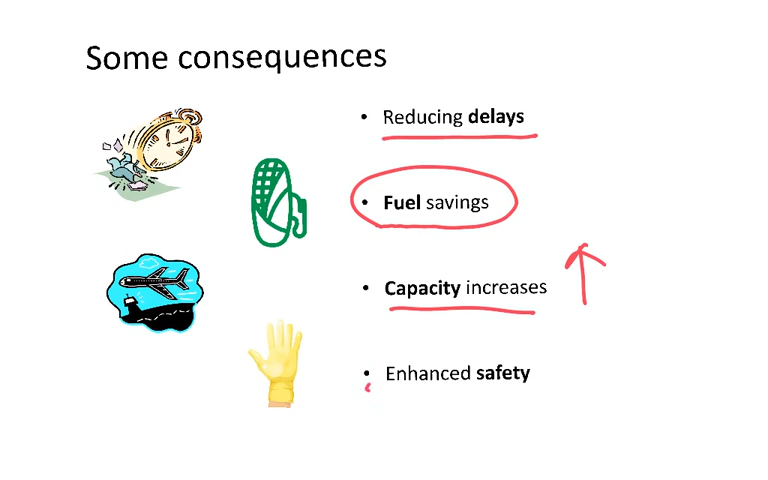 Some consequences
• Reducing delays
• Fuel savings
• Capacity increases
• Enhanced safety